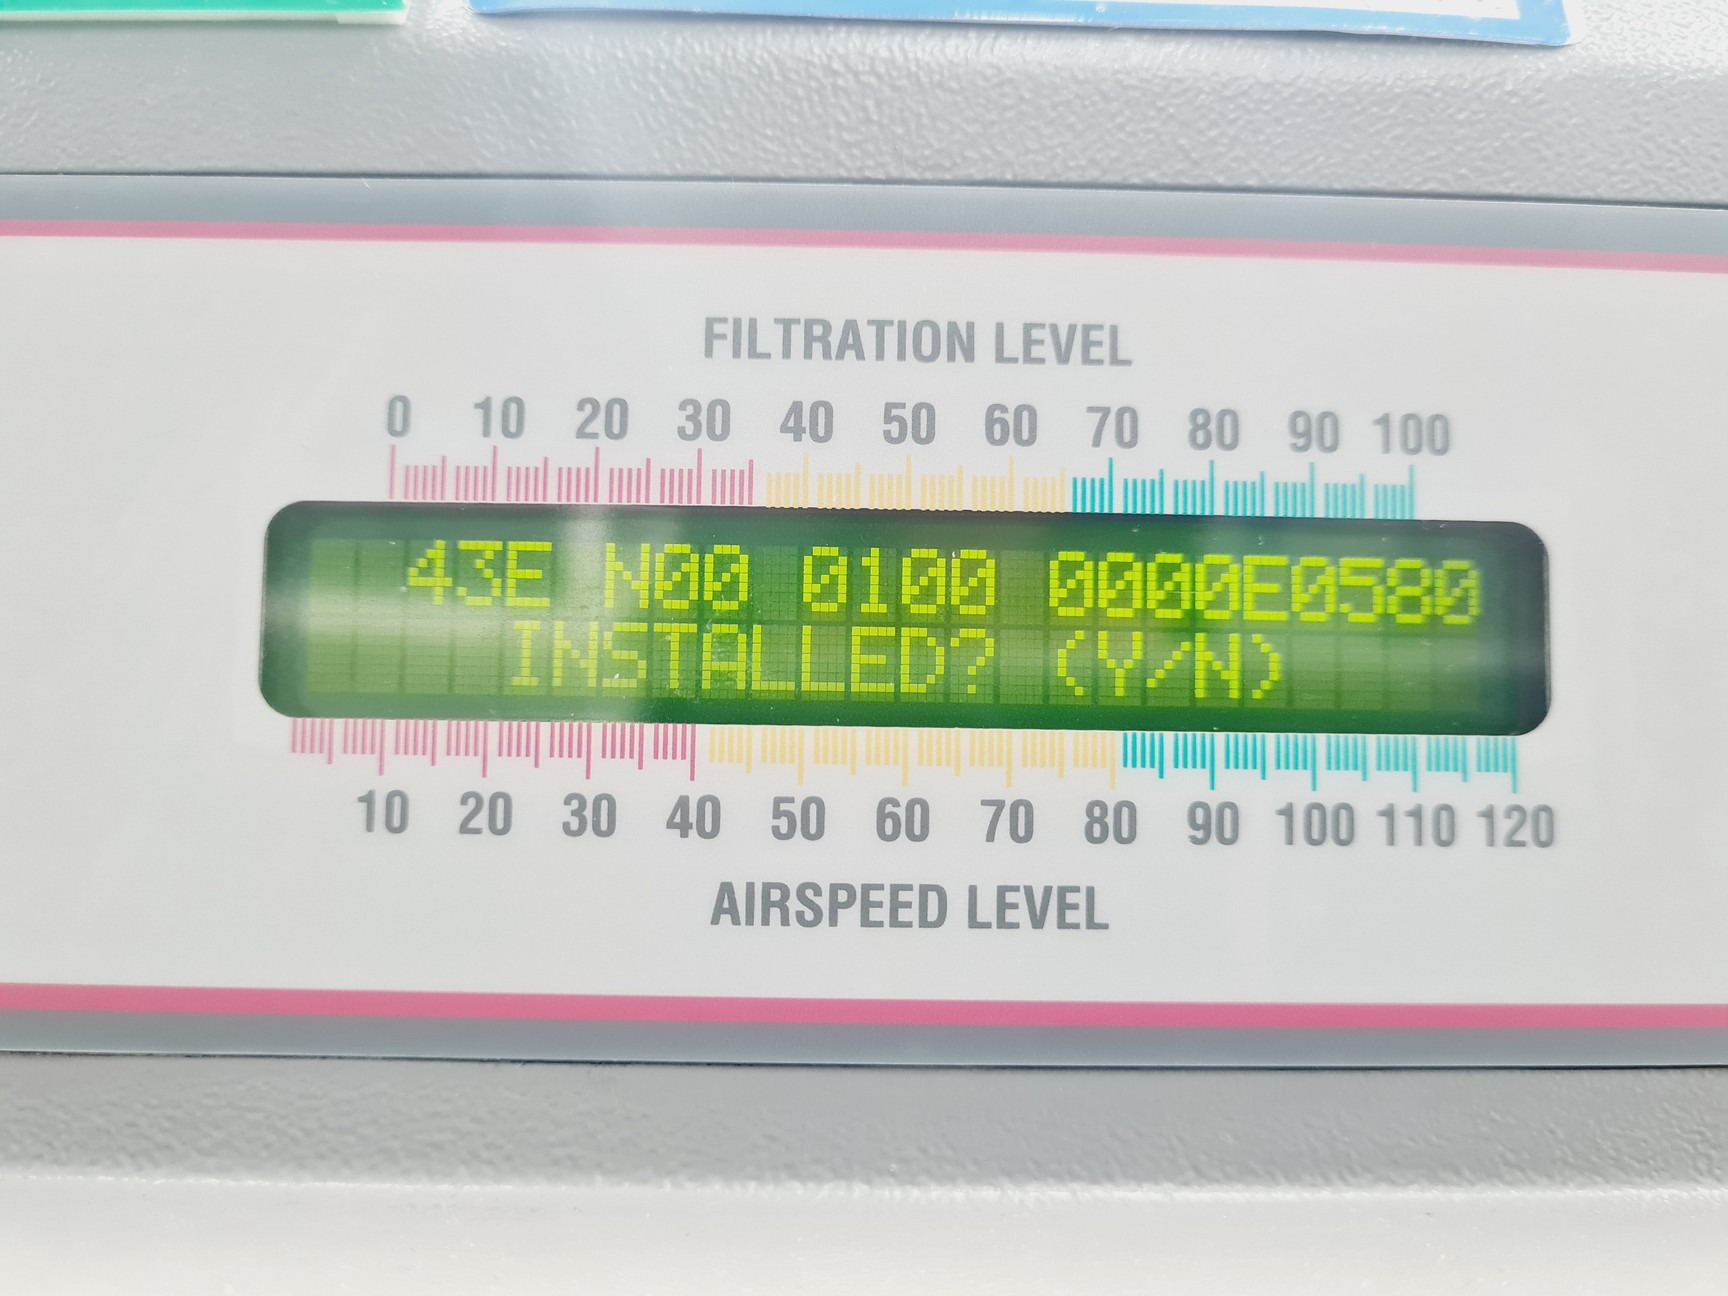 FILTRATION LEVEL
0 10 20 30 40 50 60 70 80 90 100
43E N00 0100 0000E0580
INSTALLED? (Y/N)
10 20 30 40 50 60 70 80 90 100 110 120
AIRSPEED LEVEL